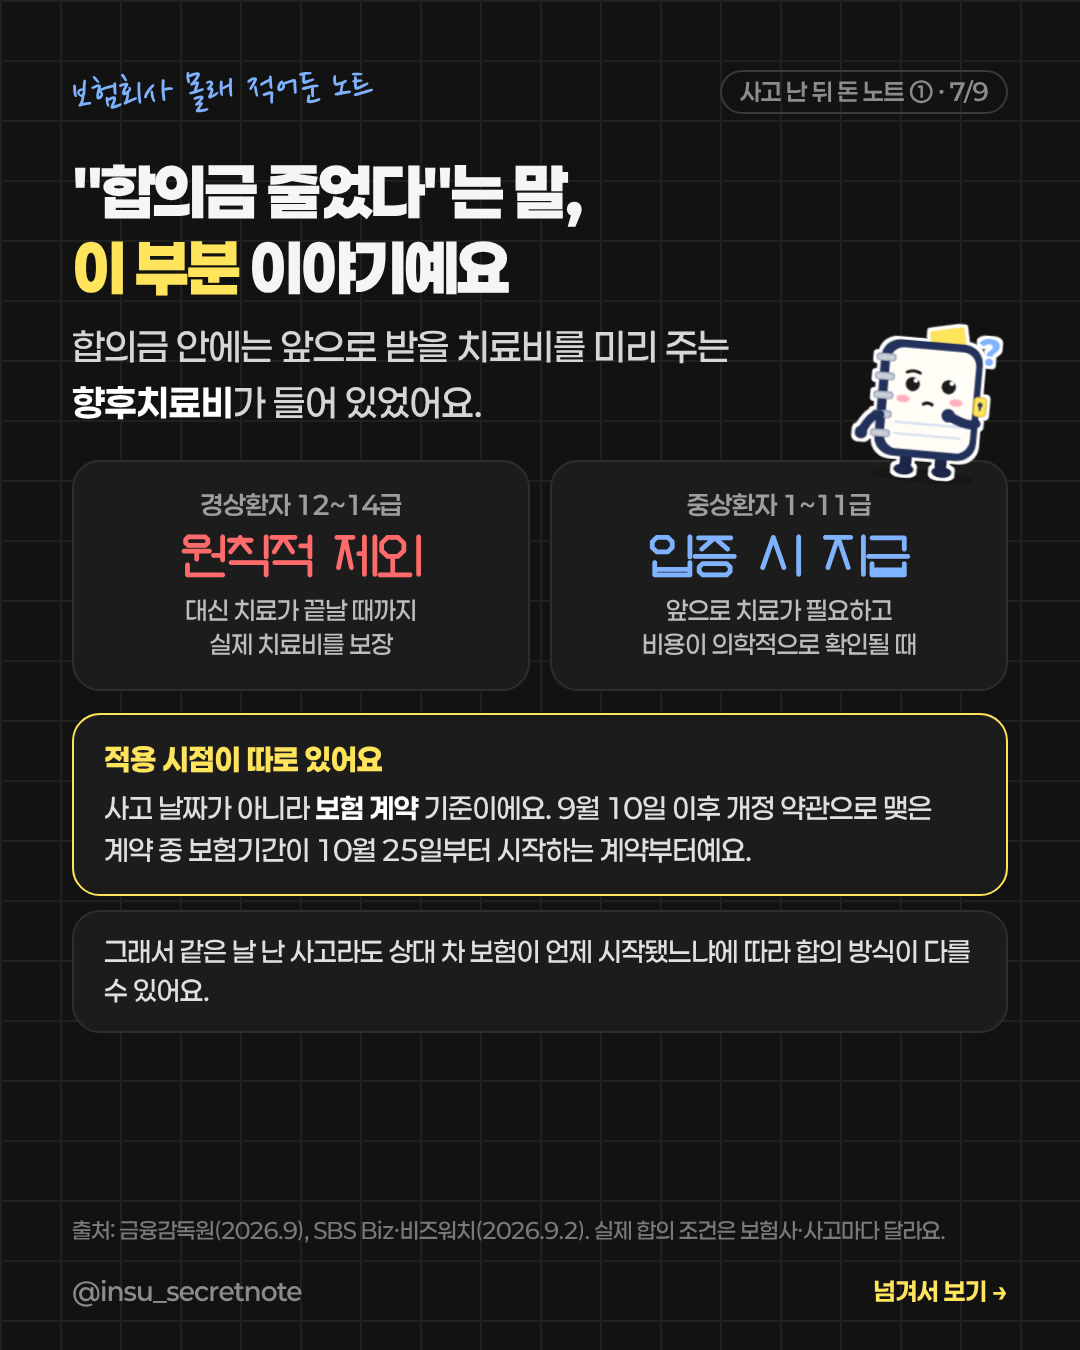 보험회사 몰래 적어둔 노트
사고 난 뒤 돈 노트 ① · 7/9
"합의금 줄었다"는 말,
이 부분 이야기예요
합의금 안에는 앞으로 받을 치료비를 미리 주는
향후치료비가 들어 있었어요.
?
경상환자 12~14급
원칙적 제외
대신 치료가 끝날 때까지
실제 치료비를 보장
중상환자 1~11급
입증 시 지급
앞으로 치료가 필요하고
비용이 의학적으로 확인될 때
적용 시점이 따로 있어요
사고 날짜가 아니라 보험 계약 기준이에요. 9월 10일 이후 개정 약관으로 맺은
계약 중 보험기간이 10월 25일부터 시작하는 계약부터예요.
그래서 같은 날 난 사고라도 상대 차 보험이 언제 시작됐느냐에 따라 합의 방식이 다를
수 있어요.
출처: 금융감독원(2026.9), SBS Biz·비즈워치(2026.9.2). 실제 합의 조건은 보험사·사고마다 달라요.
@insu_secretnote
넘겨서 보기 →